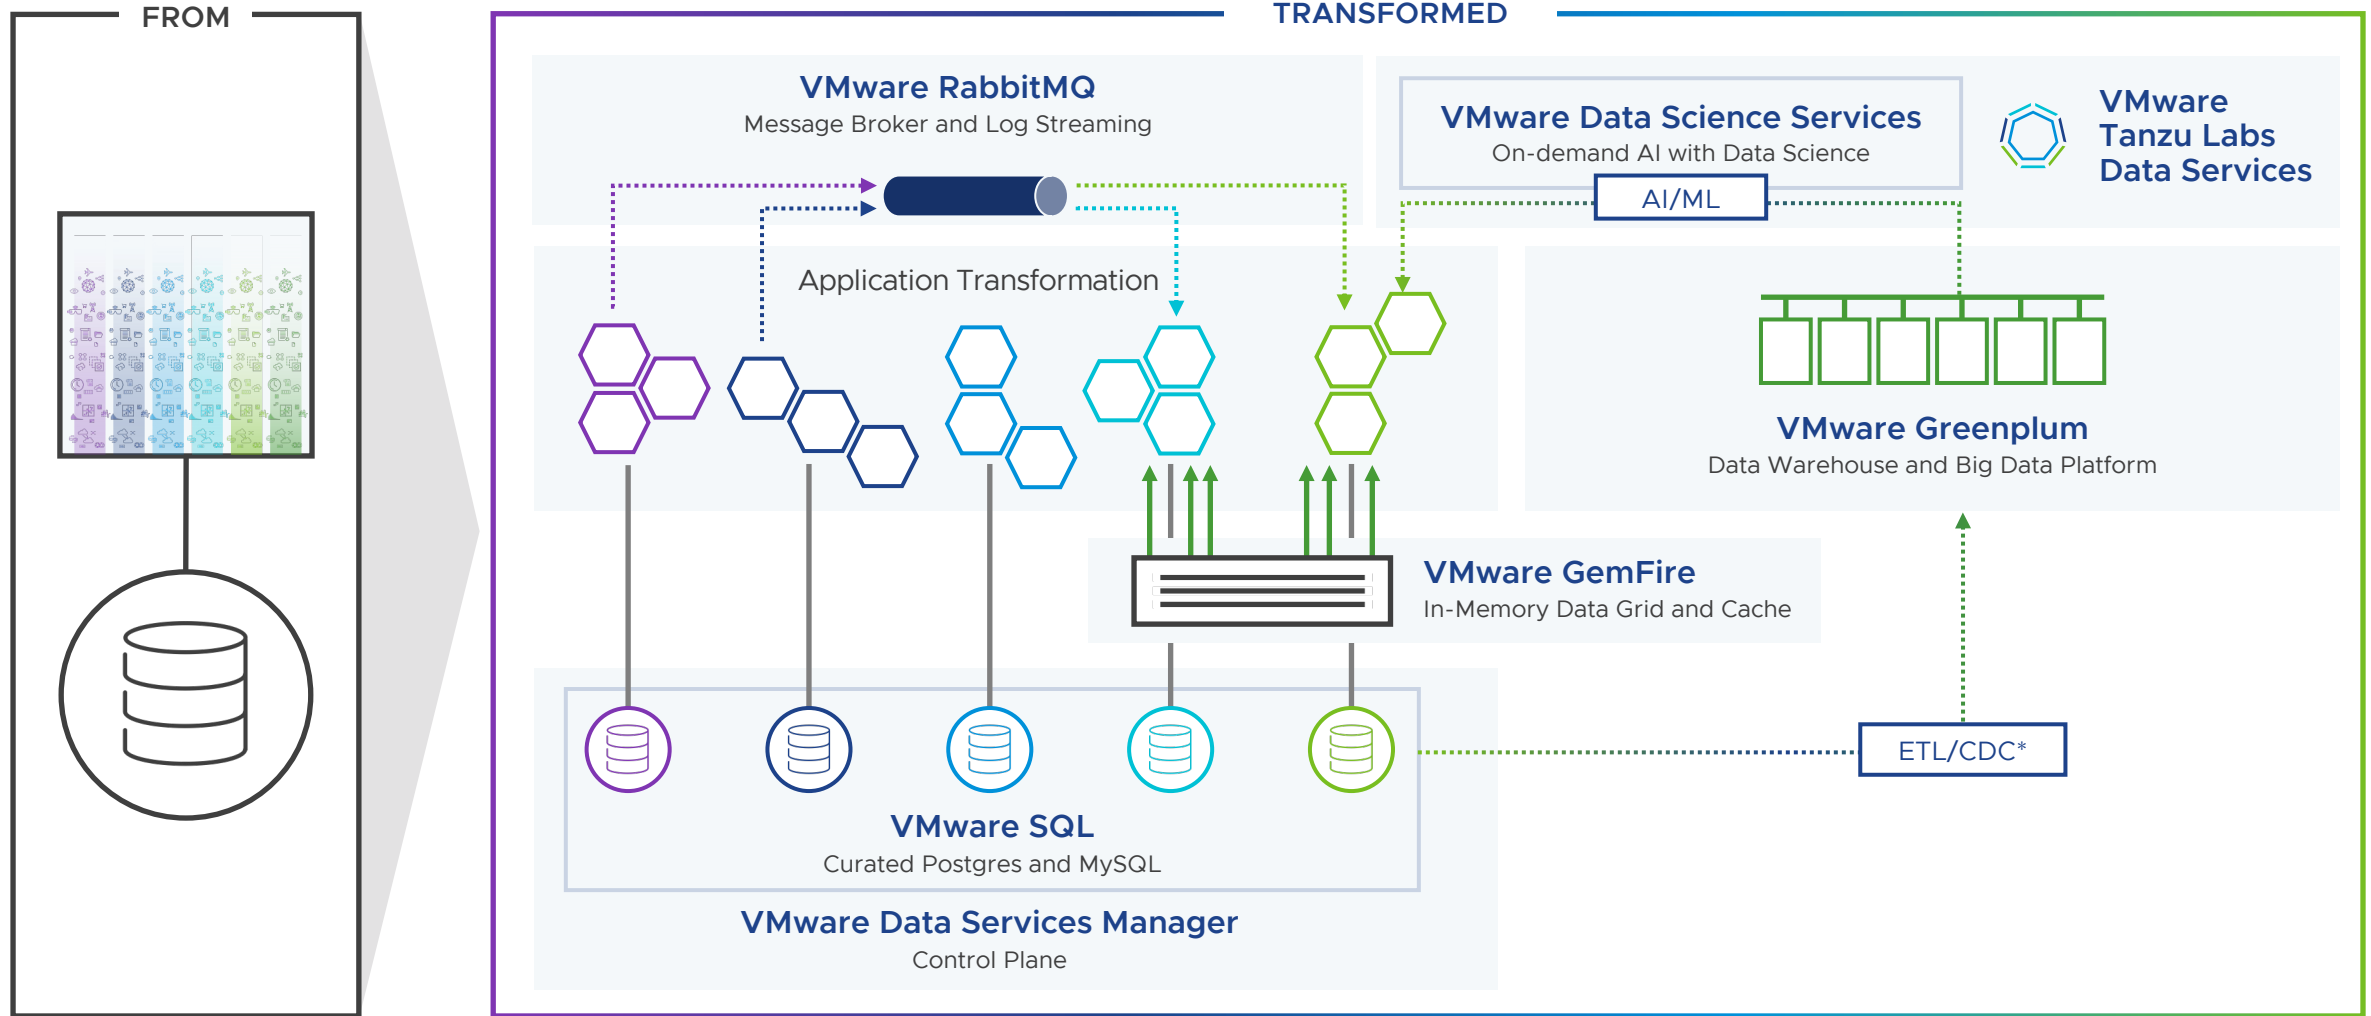 FROM
TRANSFORMED
VMware RabbitMQ
Message Broker and Log Streaming
VMware Data Science Services
On-demand AI with Data Science
AI/ML
VMware
Tanzu Labs
Data Services
Application Transformation
VMware Greenplum
Data Warehouse and Big Data Platform
VMware GemFire
In-Memory Data Grid and Cache
ETL/CDC*
VMware SQL
Curated Postgres and MySQL
VMware Data Services Manager
Control Plane